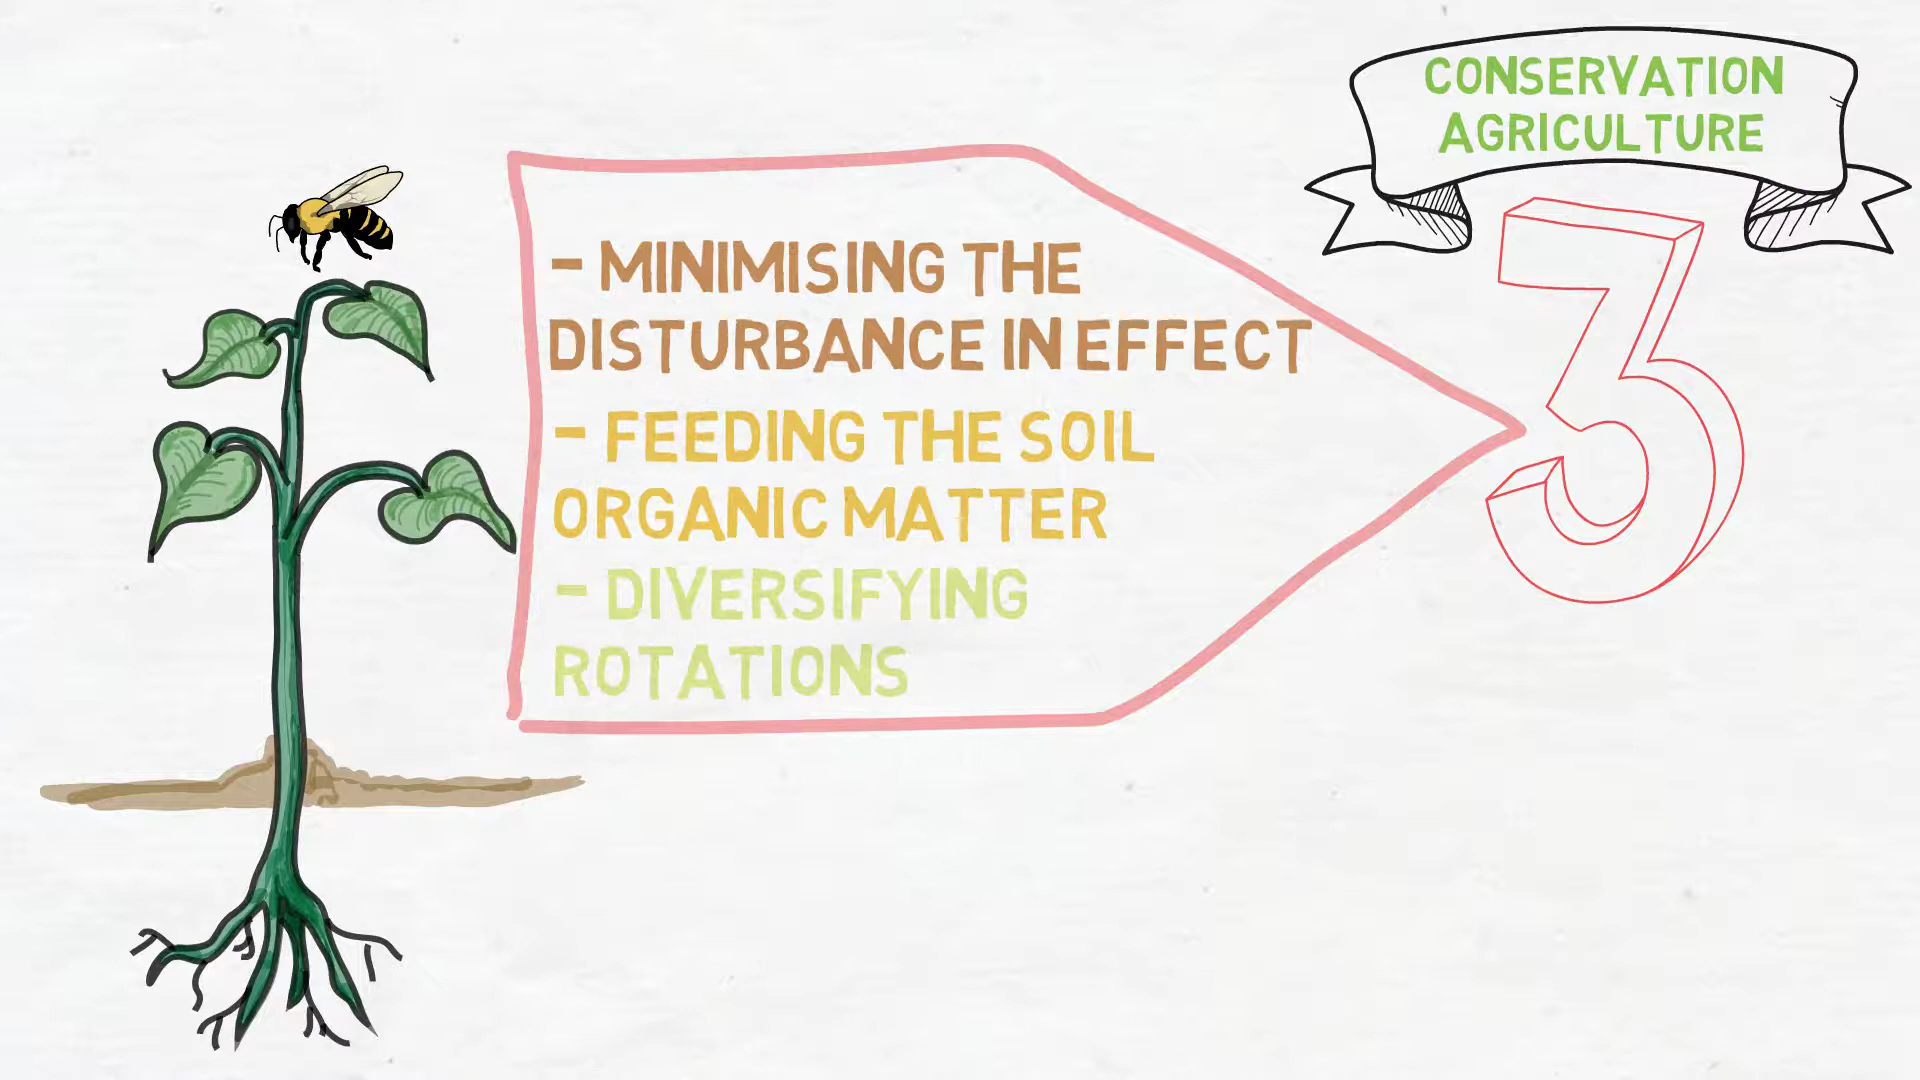 CONSERVATION
AGRICULTURE
3
- MINIMISING THE
DISTURBANCE IN EFFECT
- FEEDING THE SOIL
ORGANIC MATTER
- DIVERSIFYING
ROTATIONS